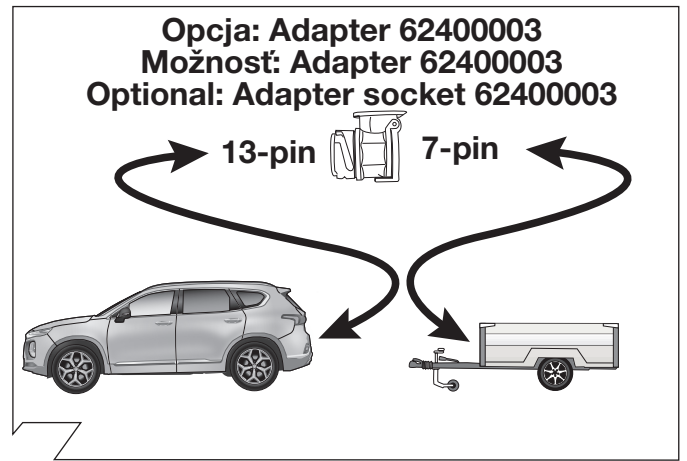 Opcja: Adapter 62400003
Možnosť: Adapter 62400003
Optional: Adapter socket 62400003
13-pin 7-pin